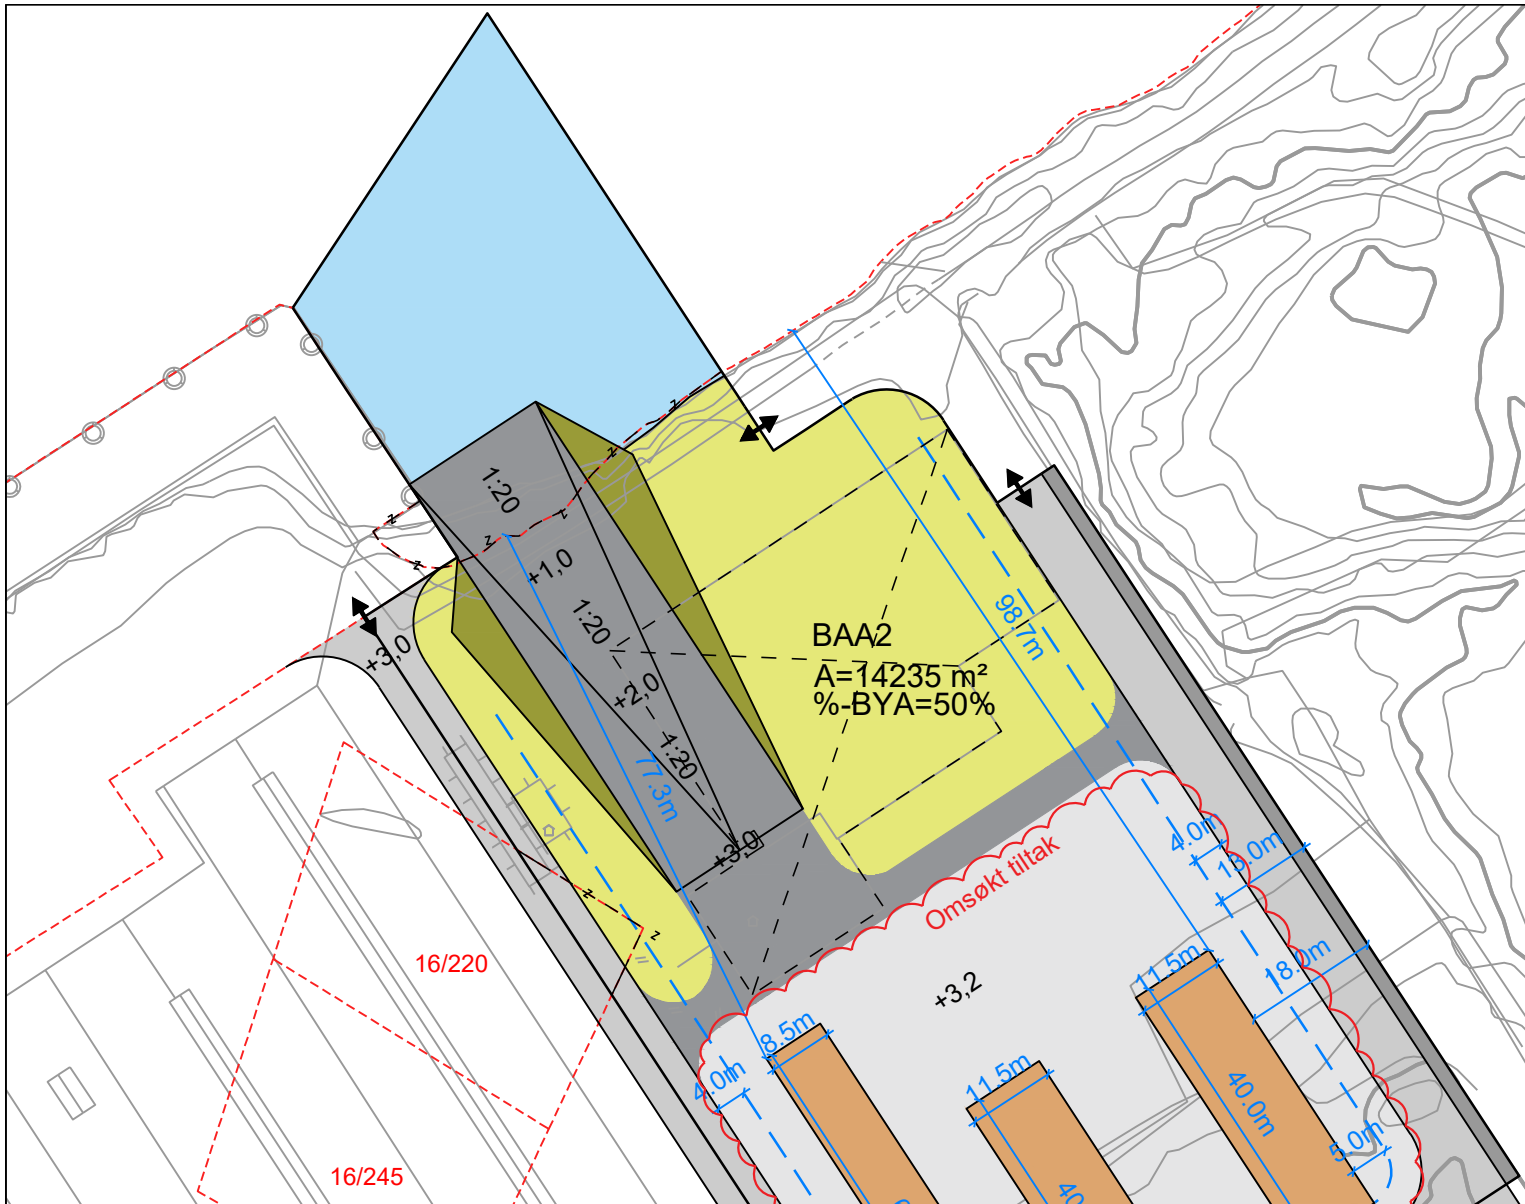 1:20
+1,0
1:20
+3,0
BAA2
A=14235 m²
%-BYA=50%
98.7m
+2,0
1:20
77.3m
+3,0
4.0m
13.0m
Omsøkt tiltak
16/220
+3,2
11.5m
18.0m
8.5m
4.0m
11.5m
40.0m
5.0m
16/245
40